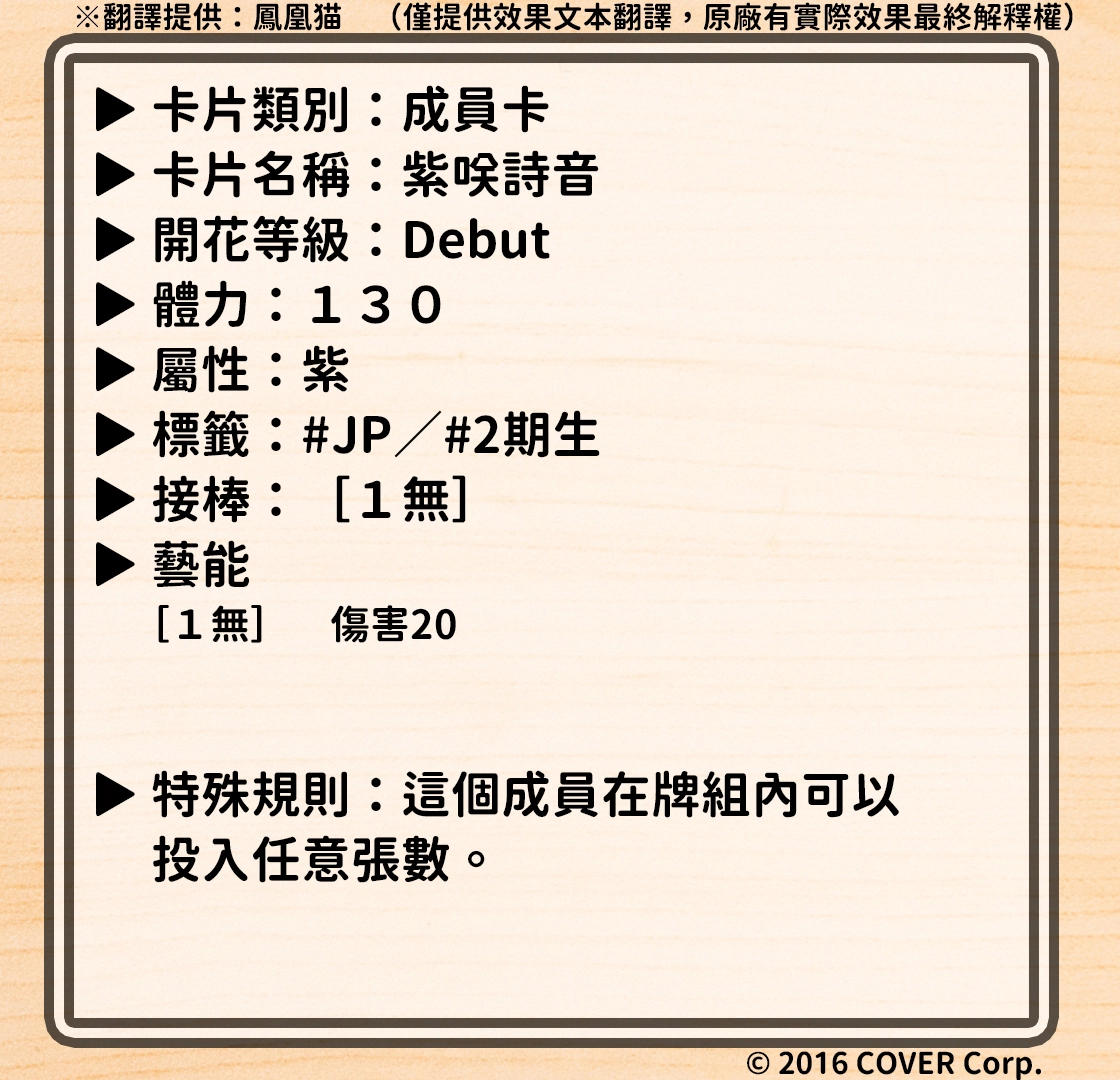 ※翻譯提供：鳳凰猫　（僅提供效果文本翻譯，原廠有實際效果最終解釋權）
▶ 卡片類別：成員卡
▶ 卡片名稱：紫咲詩音
▶ 開花等級：Debut
▶ 體力：１３０
▶ 屬性：紫
▶ 標籤：#JP／#2期生
▶ 接棒：［１無］
▶ 藝能
［１無］　傷害20
▶ 特殊規則：這個成員在牌組內可以
投入任意張數。
© 2016 COVER Corp.